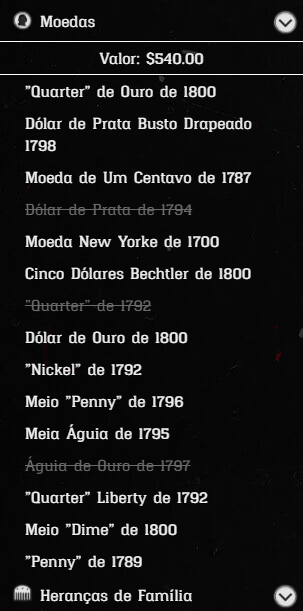 Moedas
Valor: $540.00
"Quarter" de Ouro de 1800
Dólar de Prata Busto Drapeado
1798
Moeda de Um Centavo de 1787
Dólar de Prata de 1794
Moeda New Yorke de 1700
Cinco Dólares Bechtler de 1800
"Quarter" de 1792
Dólar de Ouro de 1800
"Nickel" de 1792
Meio "Penny" de 1796
Meia Águia de 1795
Águia de Ouro de 1797
"Quarter" Liberty de 1792
Meio "Dime" de 1800
"Penny" de 1789
Heranças de Família